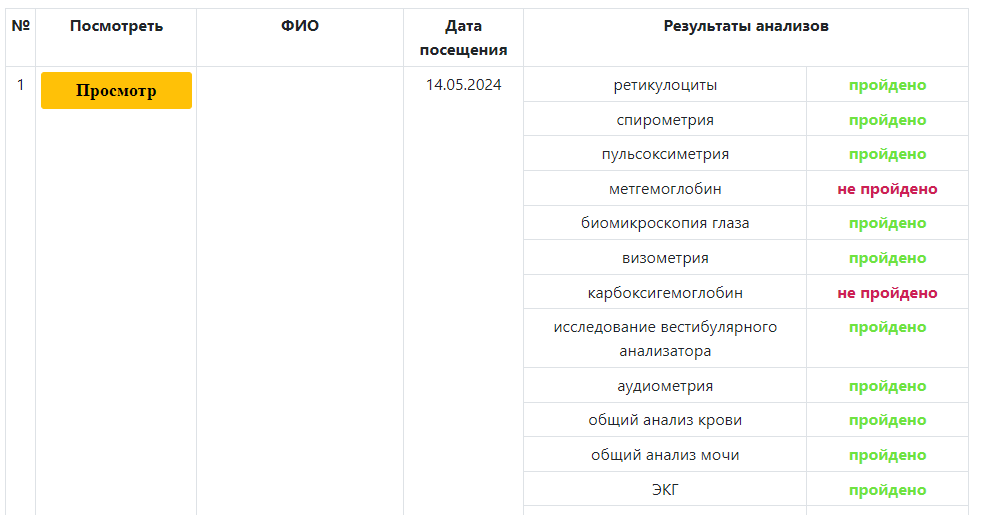 № Посмотреть ФИО Дата посещения Результаты анализов
1 Просмотр 14.05.2024 ретикулоциты пройдено
спирометрия пройдено
пульсоксиметрия пройдено
метгемоглобин не пройдено
биомикроскопия глаза пройдено
визометрия пройдено
карбоксигемоглобин не пройдено
исследование вестибулярного анализатора пройдено
аудиометрия пройдено
общий анализ крови пройдено
общий анализ мочи пройдено
ЭКГ пройдено